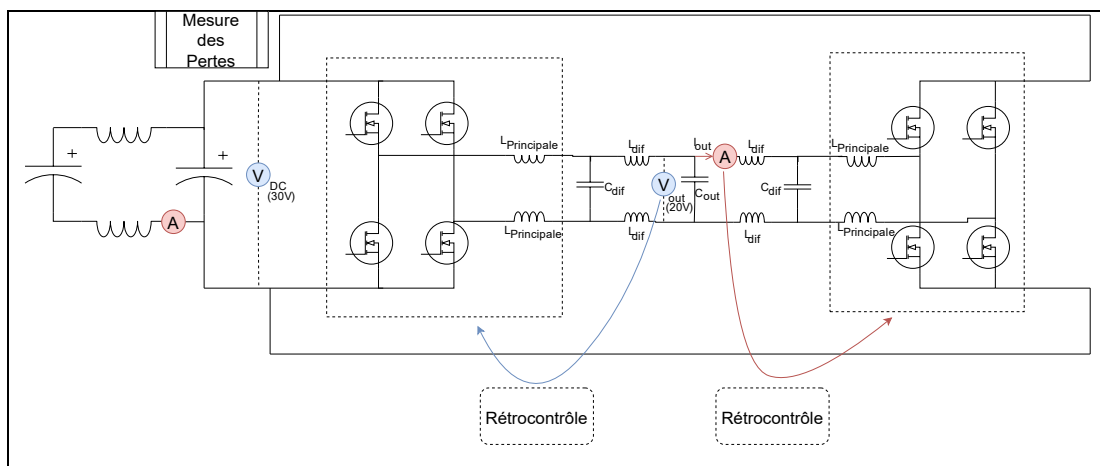 Mesure
des
Pertes
+
+
V
DC
(30V)
A
LPrincipale
LPrincipale
Cdif
Ldif
Ldif
V
out
(20V)
Cout
Iout
A
Ldif
Ldif
Cdif
LPrincipale
LPrincipale
Rétrocontrôle
Rétrocontrôle